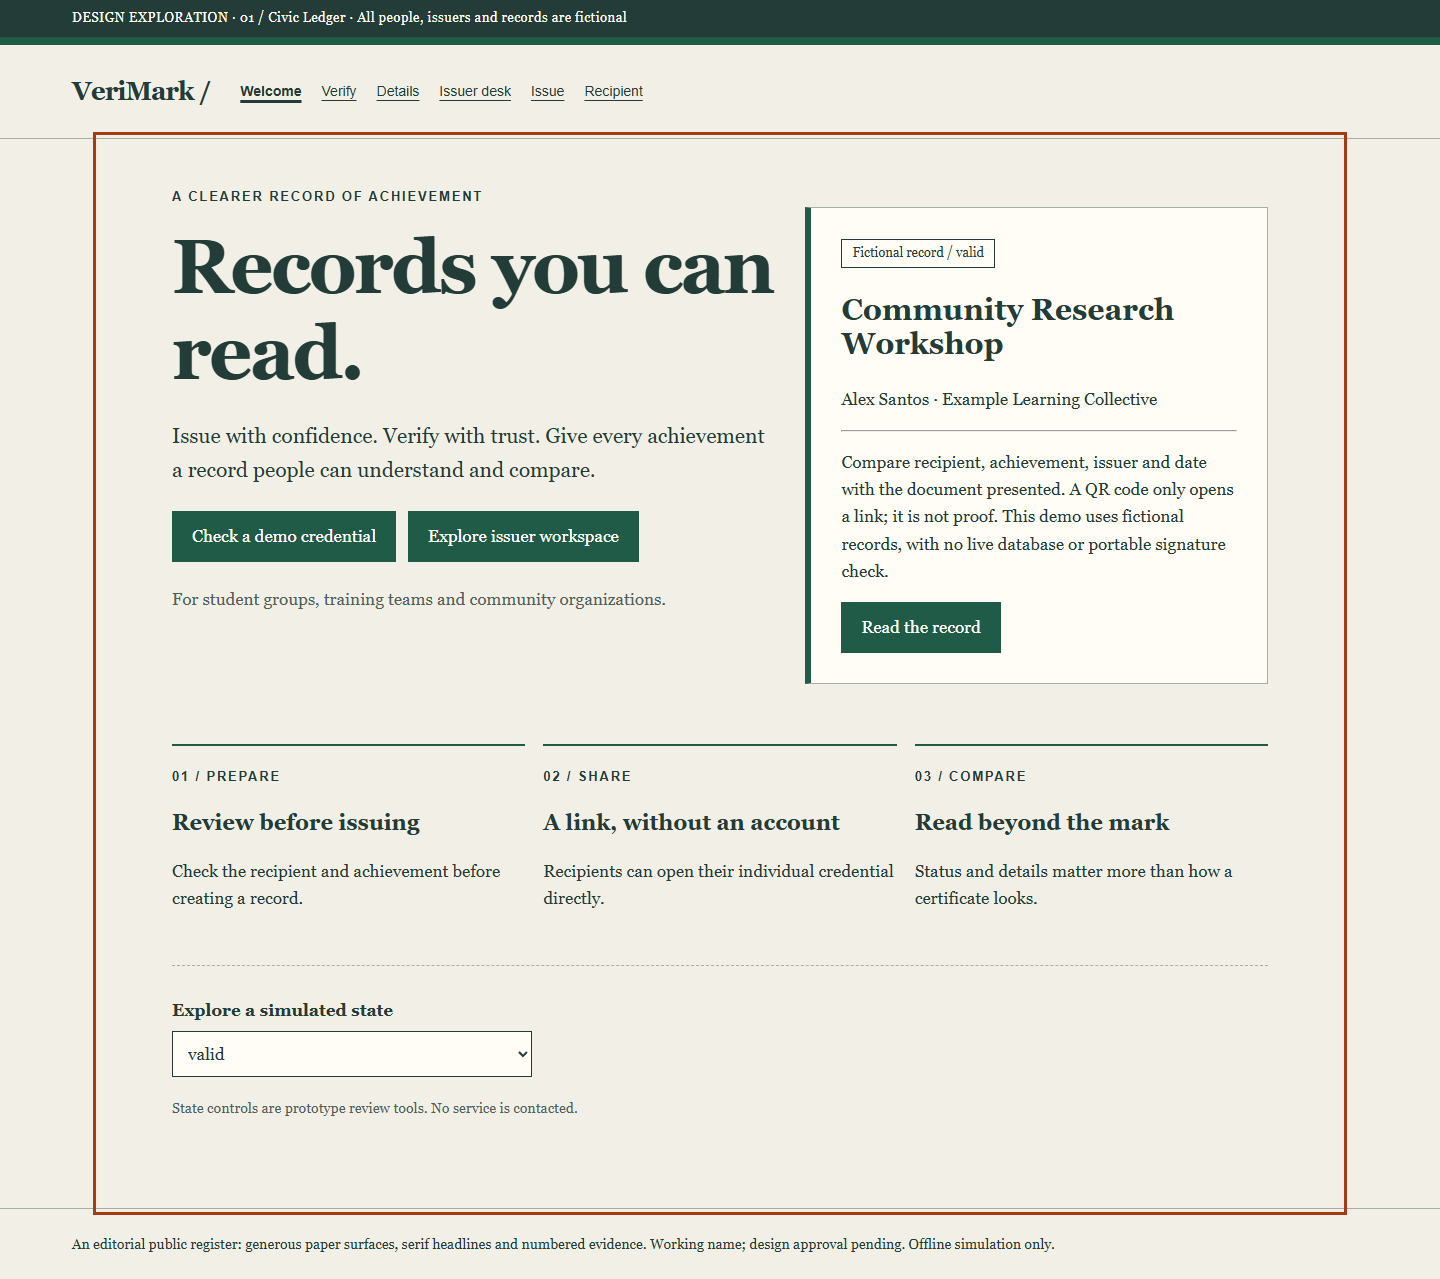 DESIGN EXPLORATION · 01 / Civic Ledger · All people, issuers and records are fictional
VeriMark /
Welcome Verify Details Issuer desk Issue Recipient
A CLEARER RECORD OF ACHIEVEMENT
Records you can
read.
Issue with confidence. Verify with trust. Give every achievement
a record people can understand and compare.
Check a demo credential
Explore issuer workspace
For student groups, training teams and community organizations.
Fictional record / valid
Community Research
Workshop
Alex Santos · Example Learning Collective
Compare recipient, achievement, issuer and date
with the document presented. A QR code only opens
a link; it is not proof. This demo uses fictional
records, with no live database or portable signature
check.
Read the record
01 / PREPARE
Review before issuing
Check the recipient and achievement before
creating a record.
02 / SHARE
A link, without an account
Recipients can open their individual credential
directly.
03 / COMPARE
Read beyond the mark
Status and details matter more than how a
certificate looks.
Explore a simulated state
valid
State controls are prototype review tools. No service is contacted.
An editorial public register: generous paper surfaces, serif headlines and numbered evidence. Working name; design approval pending. Offline simulation only.